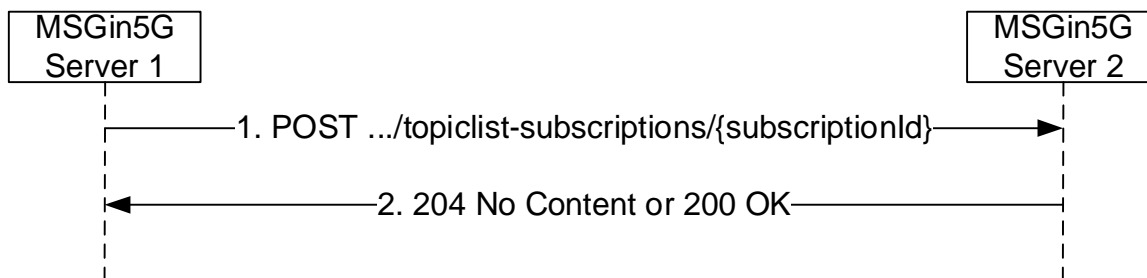 MSGin5G
Server 1
MSGin5G
Server 2
1. POST .../topiclist-subscriptions/{subscriptionId}
2. 204 No Content or 200 OK